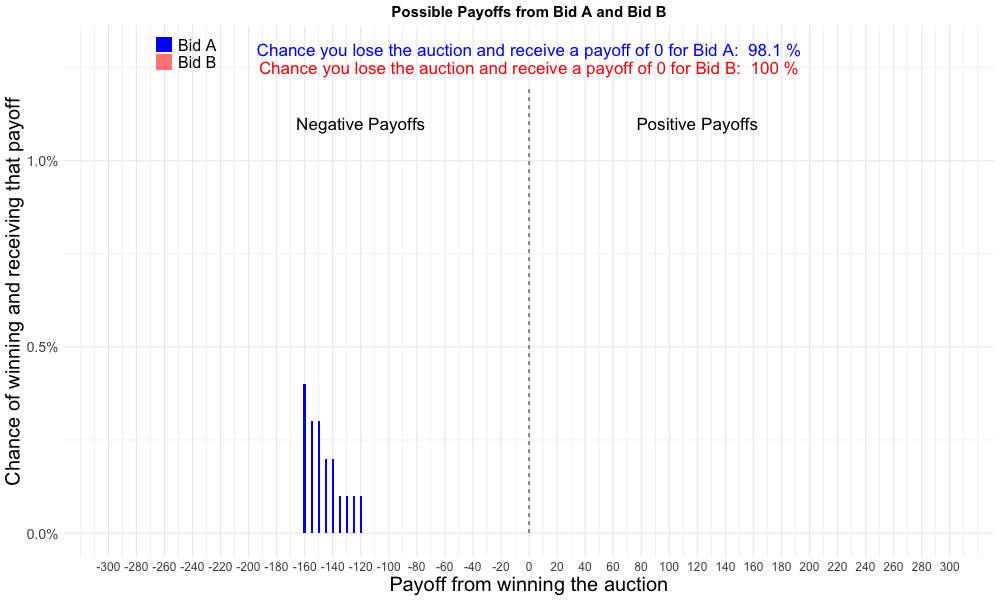 Possible Payoffs from Bid A and Bid B
Bid A
Bid B
Chance you lose the auction and receive a payoff of 0 for Bid A:  98.1 %
Chance you lose the auction and receive a payoff of 0 for Bid B:  100 %
Negative Payoffs
Positive Payoffs
Chance of winning and receiving that payoff
1.0%
0.5%
0.0%
-300 -280 -260 -240 -220 -200 -180 -160 -140 -120 -100 -80 -60 -40 -20 0 20 40 60 80 100 120 140 160 180 200 220 240 260 280 300
Payoff from winning the auction